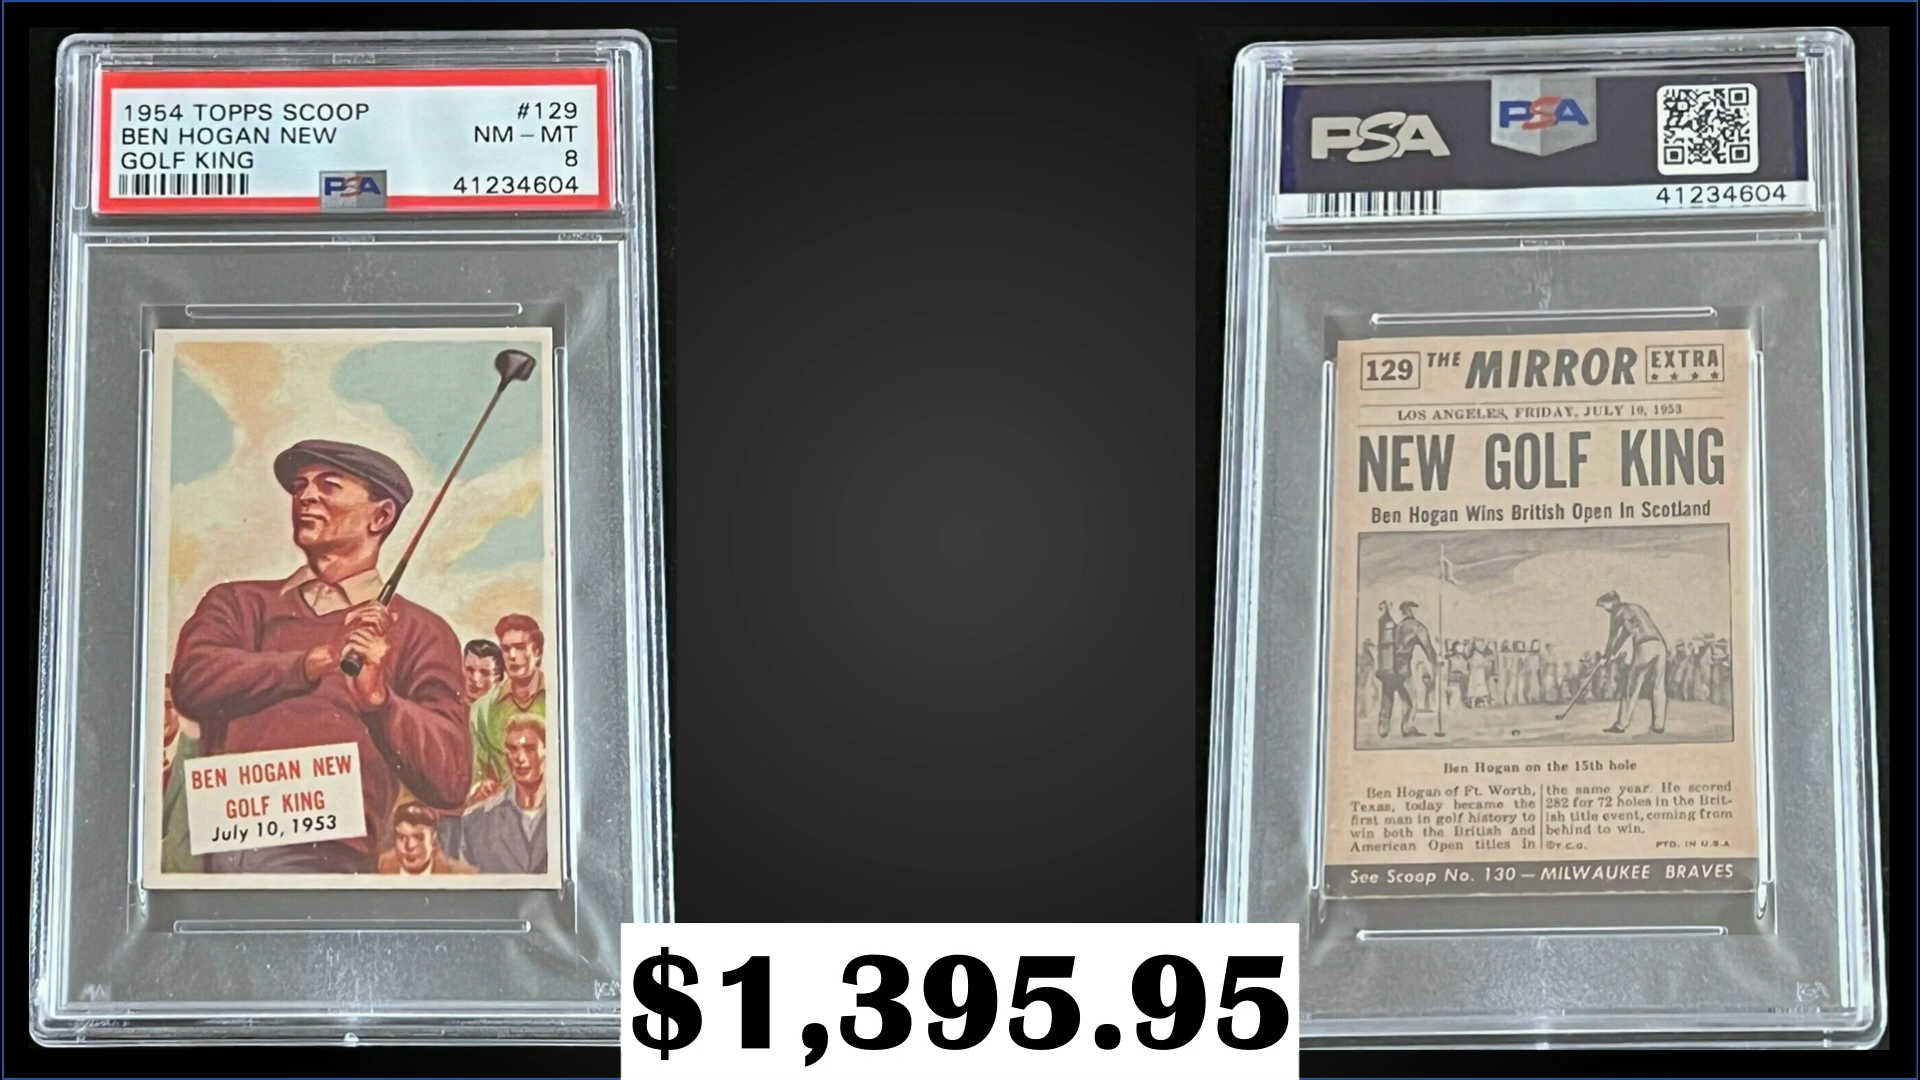 1954 TOPPS SCOOP #129
BEN HOGAN NEW NM - MT
GOLF KING 8
PSA 41234604
BEN HOGAN NEW
GOLF KING
July 10, 1953
PSA PSA
41234604
129 THE MIRROR EXTRA
LOS ANGELES, FRIDAY, JULY 10, 1953
NEW GOLF KING
Ben Hogan Wins British Open In Scotland
Ben Hogan on the 15th hole
Ben Hogan of Ft. Worth,
Texas, today became the
first man in golf history to
win both the British and
American Open titles in
the same year. He scored
282 for 72 holes in the Brit-
ish title event, coming from
behind to win.
©T.C.G. PTD. IN U.S.A
See Scoop No. 130 — MILWAUKEE BRAVES
$1,395.95